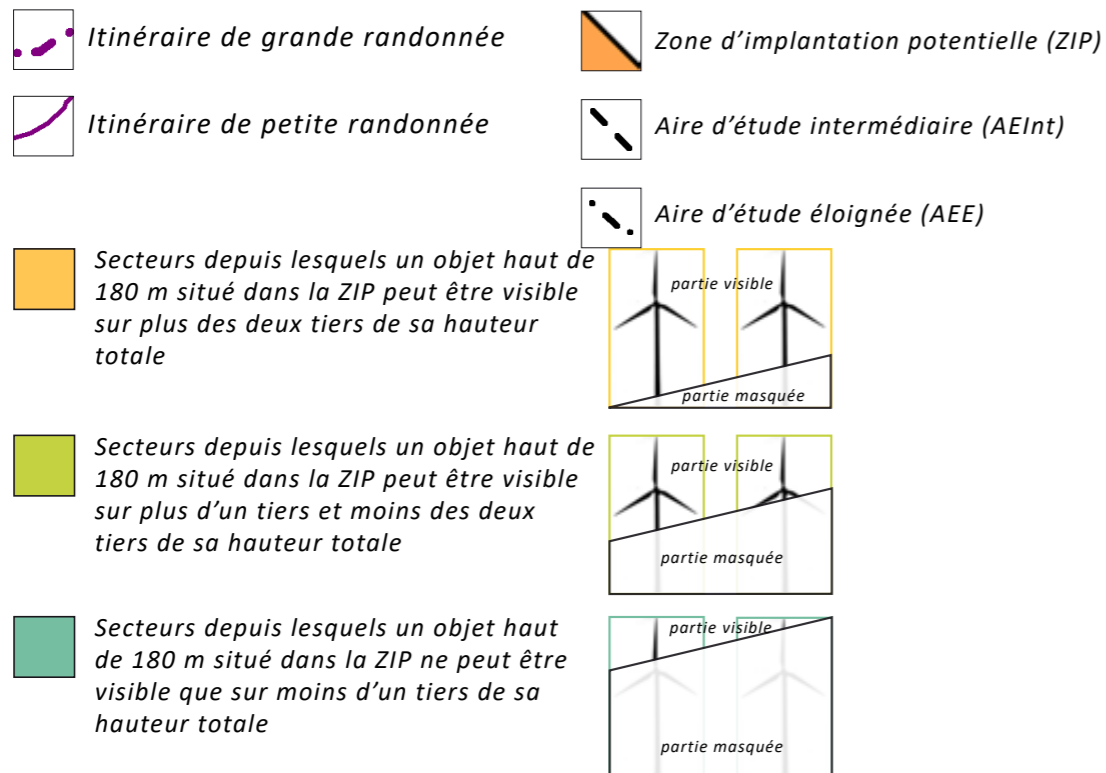 Itinéraire de grande randonnée
Zone d’implantation potentielle (ZIP)
Itinéraire de petite randonnée
Aire d’étude intermédiaire (AEInt)
Aire d’étude éloignée (AEE)
Secteurs depuis lesquels un objet haut de
180 m situé dans la ZIP peut être visible
sur plus des deux tiers de sa hauteur
totale
partie visible
partie masquée
Secteurs depuis lesquels un objet haut de
180 m situé dans la ZIP peut être visible
sur plus d’un tiers et moins des deux
tiers de sa hauteur totale
partie visible
partie masquée
Secteurs depuis lesquels un objet haut
de 180 m situé dans la ZIP ne peut être
visible que sur moins d’un tiers de sa
hauteur totale
partie visible
partie masquée